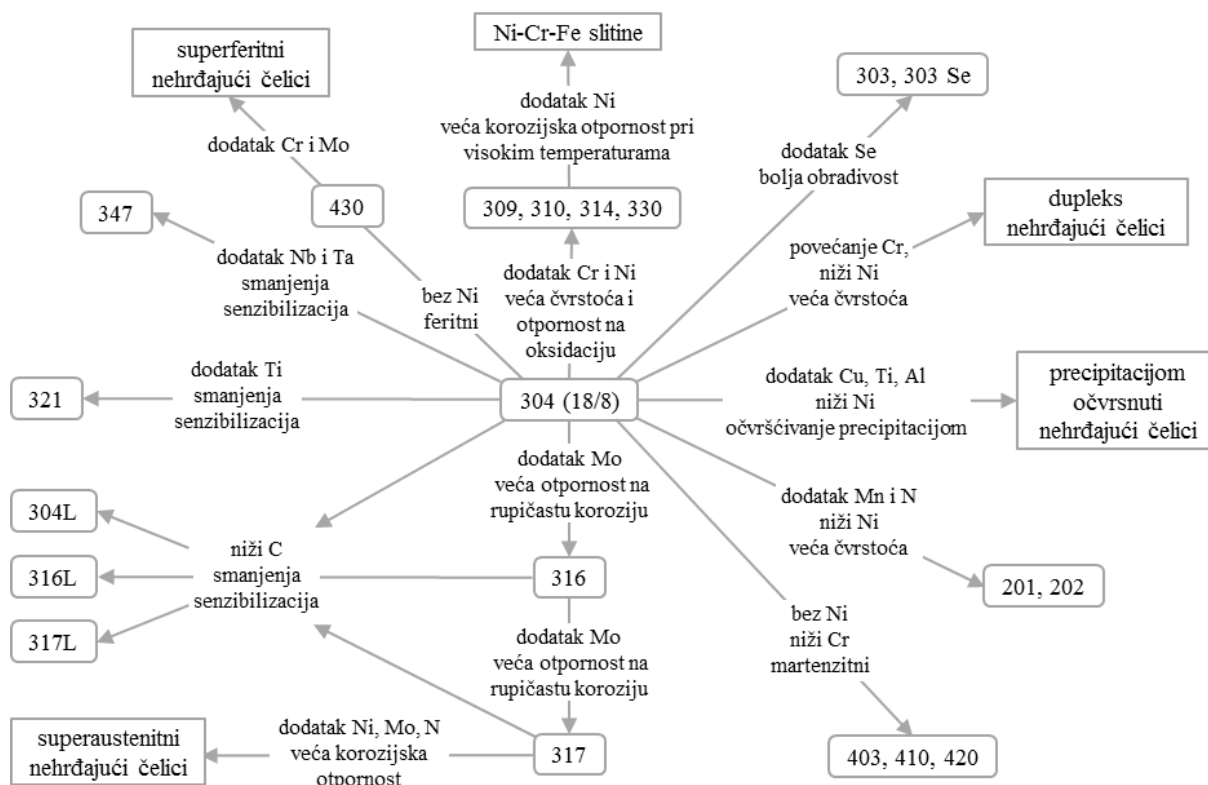 Ni-Cr-Fe slitine
superferitni
nehrđajući čelici
303, 303 Se
dodatak Ni
veća korozijska otpornost pri
visokim temperaturama
dodatak Cr i Mo
dodatak Se
bolja obradivost
347
430
309, 310, 314, 330
dupleks
nehrđajući čelici
dodatak Nb i Ta
smanjenja
senzibilizacija
bez Ni
feritni
dodatak Cr i Ni
veća čvrstoća i
otpornost na
oksidaciju
povećanje Cr,
niži Ni
veća čvrstoća
321
dodatak Ti
smanjenja
senzibilizacija
304 (18/8)
dodatak Cu, Ti, Al
niži Ni
očvršćivanje precipitacijom
precipitacijom
očvrsnuti
nehrđajući čelici
dodatak Mo
veća otpornost na
rupičastu koroziju
dodatak Mn i N
niži Ni
veća čvrstoća
304L
316L
317L
niži C
smanjenja
senzibilizacija
316
201, 202
bez Ni
niži Cr
martenzitni
dodatak Mo
veća otpornost na
rupičastu koroziju
superaustenitni
nehrđajući čelici
dodatak Ni, Mo, N
veća korozijska
otpornost
317
403, 410, 420